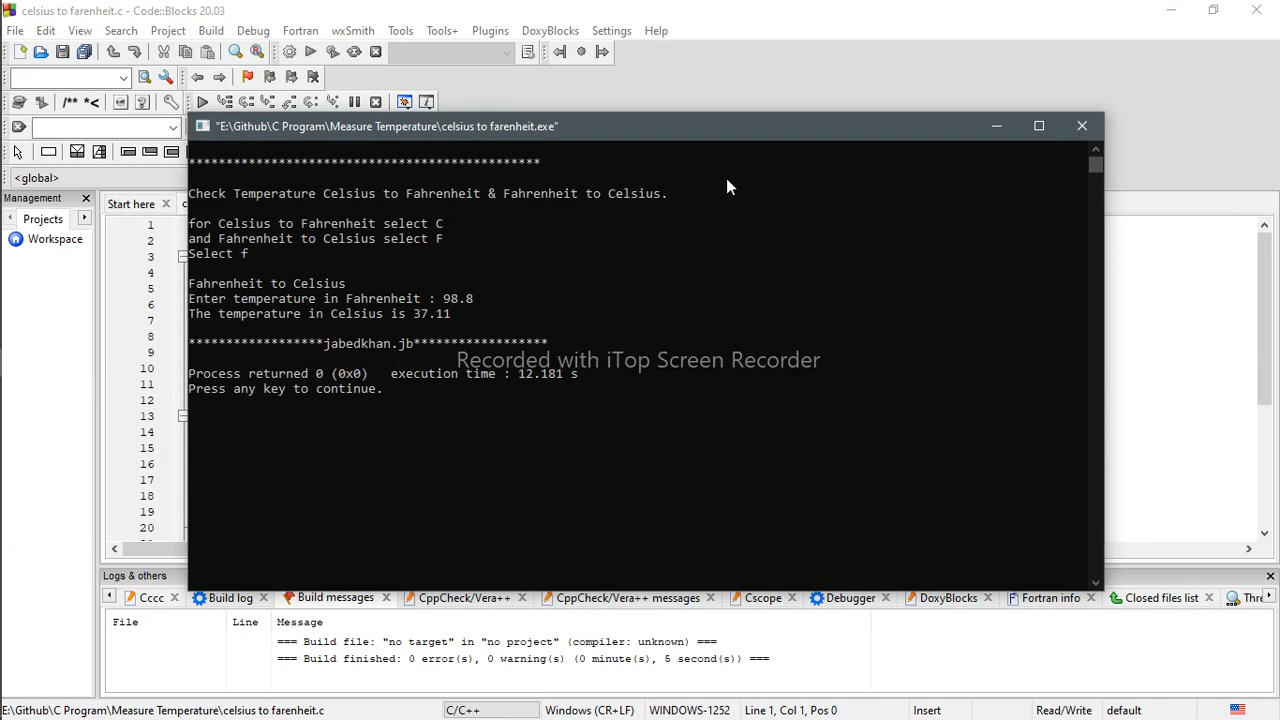 celsius to farenheit.c - Code::Blocks 20.03
File Edit View Search Project Build Debug Fortran wxSmith Tools Tools+ Plugins DoxyBlocks Settings Help
/** *<
"E:\Github\C Program\Measure Temperature\celsius to farenheit.exe"
<global>
***********************************************
Management
Check Temperature Celsius to Fahrenheit & Fahrenheit to Celsius.
Start here
Projects
Workspace
for Celsius to Fahrenheit select C
and Fahrenheit to Celsius select F
Select f
Fahrenheit to Celsius
Enter temperature in Fahrenheit : 98.8
The temperature in Celsius is 37.11
******************jabedkhan.jb******************
Recorded with iTop Screen Recorder
Process returned 0 (0x0)   execution time : 12.181 s
Press any key to continue.
1
2
3
4
5
6
7
8
9
10
11
12
13
14
15
16
17
18
19
20
Logs & others
Cccc Build log Build messages CppCheck/Vera++ CppCheck/Vera++ messages Cscope Debugger DoxyBlocks Fortran info Closed files list Thre
File Line Message
=== Build file: "no target" in "no project" (compiler: unknown) ===
=== Build finished: 0 error(s), 0 warning(s) (0 minute(s), 5 second(s)) ===
E:\Github\C Program\Measure Temperature\celsius to farenheit.c C/C++ Windows (CR+LF) WINDOWS-1252 Line 1, Col 1, Pos 0 Insert Read/Write default